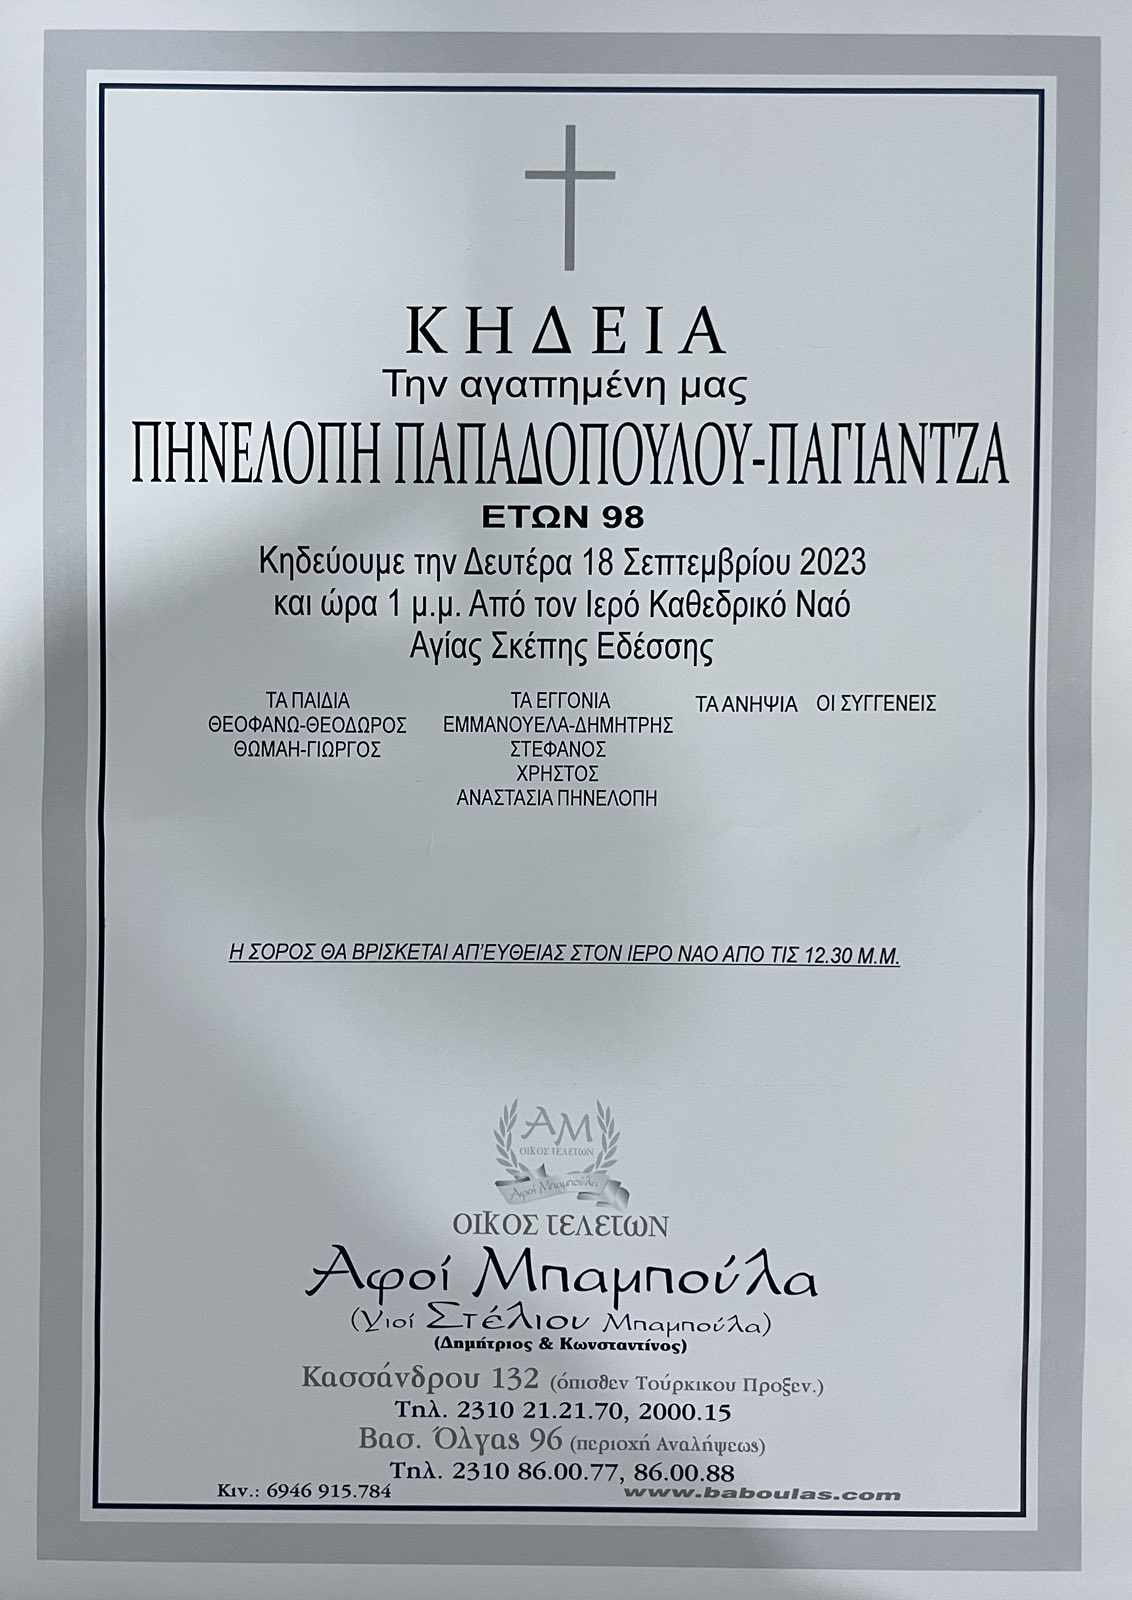 ΚΗΔΕΙΑ
Την αγαπημένη μας
ΠΗΝΕΛΟΠΗ ΠΑΠΑΔΟΠΟΥΛΟΥ-ΠΑΓΙΑΝΤΖΑ
ΕΤΩΝ 98
Κηδεύουμε την Δευτέρα 18 Σεπτεμβρίου 2023
και ώρα 1 μ.μ. Από τον Ιερό Καθεδρικό Ναό
Αγίας Σκέπης Εδέσσης
ΤΑ ΠΑΙΔΙΑ
ΘΕΟΦΑΝΩ-ΘΕΟΔΩΡΟΣ
ΘΩΜΑΗ-ΓΙΩΡΓΟΣ
ΤΑ ΕΓΓΟΝΙΑ
ΕΜΜΑΝΟΥΕΛΑ-ΔΗΜΗΤΡΗΣ
ΣΤΕΦΑΝΟΣ
ΧΡΗΣΤΟΣ
ΑΝΑΣΤΑΣΙΑ ΠΗΝΕΛΟΠΗ
ΤΑ ΑΝΗΨΙΑ
ΟΙ ΣΥΓΓΕΝΕΙΣ
Η ΣΟΡΟΣ ΘΑ ΒΡΙΣΚΕΤΑΙ ΑΠ'ΕΥΘΕΙΑΣ ΣΤΟΝ ΙΕΡΟ ΝΑΟ ΑΠΟ ΤΙΣ 12.30 Μ.Μ.
ΑΜ
ΟΙΚΟΣ ΤΕΛΕΤΩΝ
Αφοί Μπαμπούλα
ΟΙΚΟΣ ΤΕΛΕΤΩΝ
Αφοί Μπαμπούλα
(Υιοί Στέλιου Μπαμπούλα)
(Δημήτριος & Κωνσταντίνος)
Κασσάνδρου 132 (όπισθεν Τούρκικου Προξεν.)
Τηλ. 2310 21.21.70, 2000.15
Βασ. Όλγας 96 (περιοχή Αναλήψεως)
Τηλ. 2310 86.00.77, 86.00.88
Κιν.: 6946 915.784
www.baboulas.com